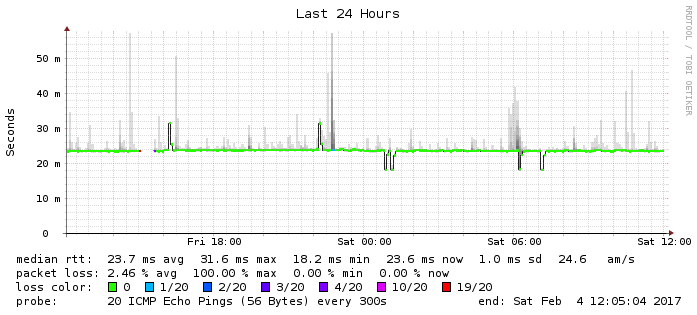 Last 24 Hours
RRDTOOL / TOBI OETIKER
Seconds
50 m
40 m
30 m
20 m
10 m
0
Fri 18:00 Sat 00:00 Sat 06:00 Sat 12:00
median rtt: 23.7 ms avg 31.6 ms max 18.2 ms min 23.6 ms now 1.0 ms sd 24.6 am/s
packet loss: 2.46 % avg 100.00 % max 0.00 % min 0.00 % now
loss color: 0 1/20 2/20 3/20 4/20 10/20 19/20
probe: 20 ICMP Echo Pings (56 Bytes) every 300s end: Sat Feb 4 12:05:04 2017